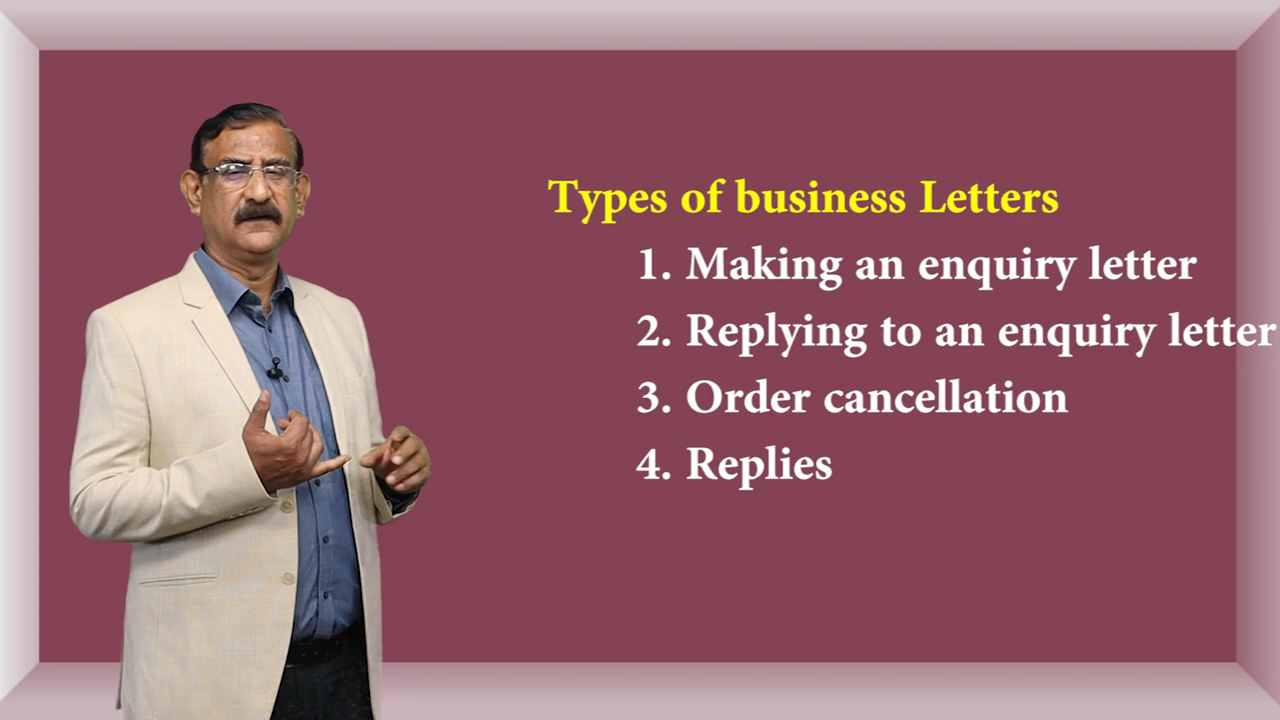 Types of business Letters
1. Making an enquiry letter
2. Replying to an enquiry letter
3. Order cancellation
4. Replies